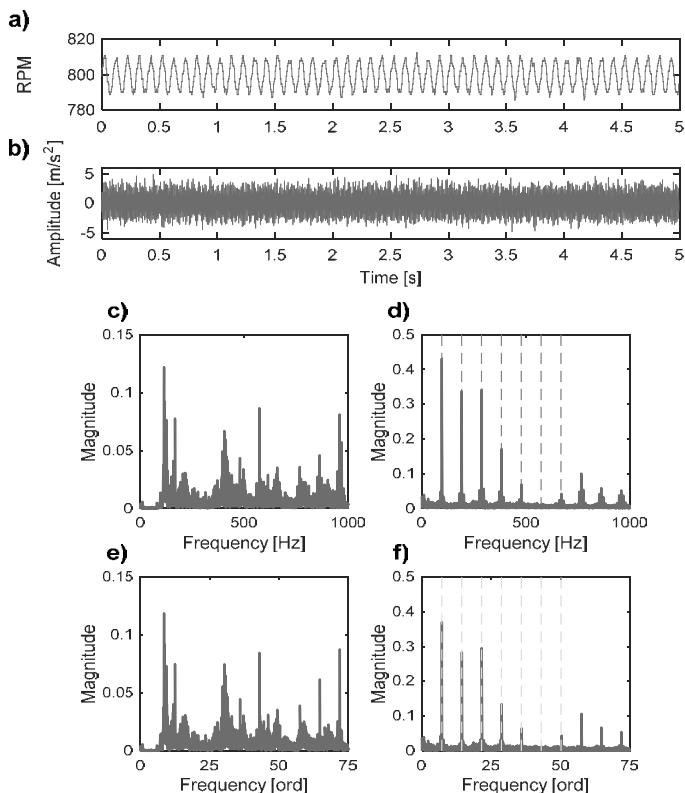 a)
820
800
780
RPM
0 0.5 1 1.5 2 2.5 3 3.5 4 4.5 5
b)
5
0
-5
Amplitude [m/s²]
0 0.5 1 1.5 2 2.5 3 3.5 4 4.5 5
Time [s]
c)
0.15
0.1
0.05
0
Magnitude
0 500 1000
Frequency [Hz]
d)
0.5
0.4
0.3
0.2
0.1
0
Magnitude
0 500 1000
Frequency [Hz]
e)
0.15
0.1
0.05
0
Magnitude
0 25 50 75
Frequency [ord]
f)
0.5
0.4
0.3
0.2
0.1
0
Magnitude
0 25 50 75
Frequency [ord]